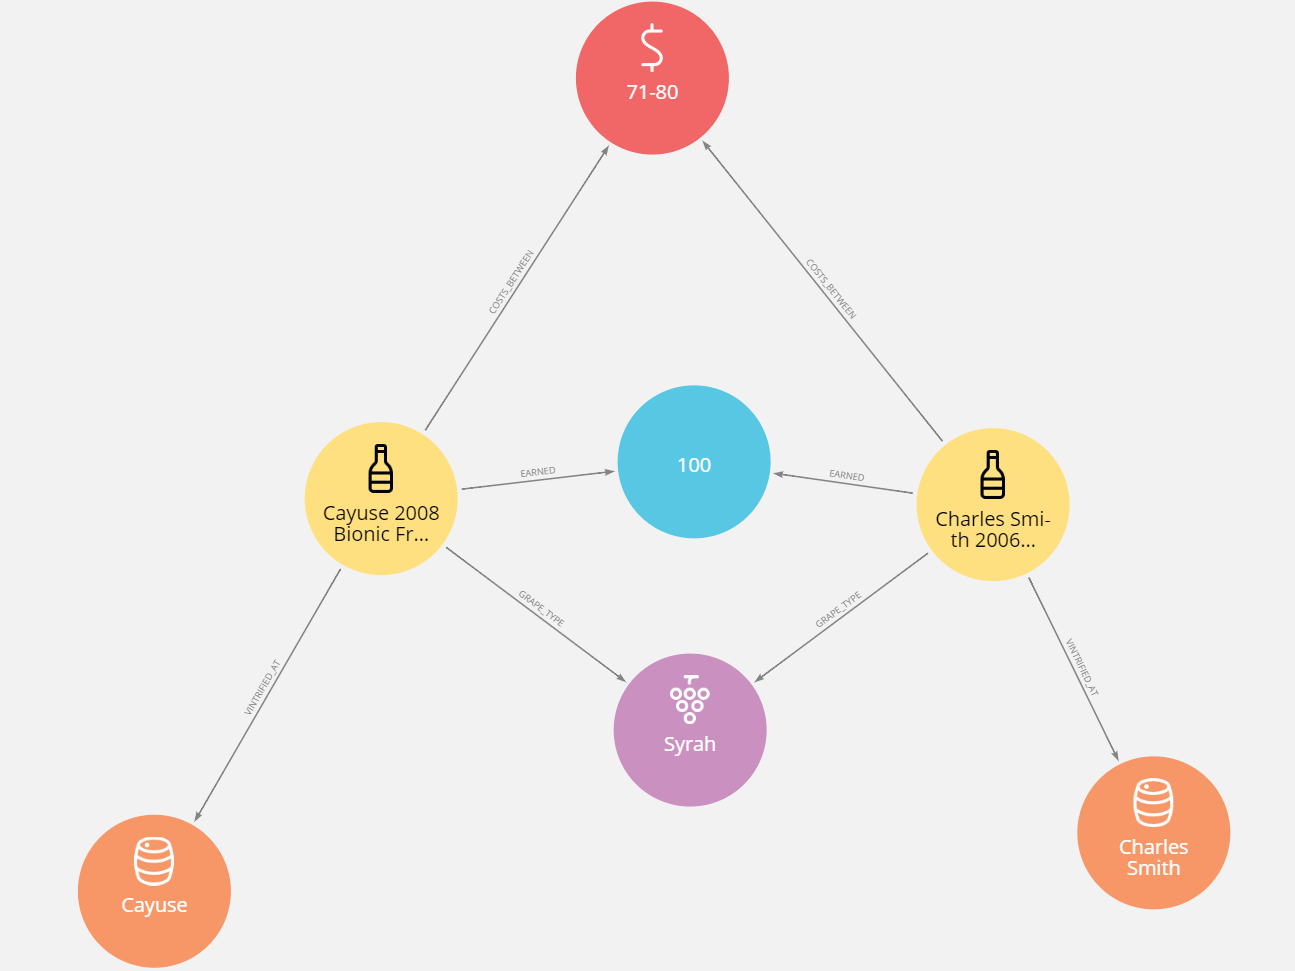 $
71-80
COSTS_BETWEEN
COSTS_BETWEEN
100
EARNED
EARNED
Cayuse 2008
Bionic Fr...
Charles Smi-
th 2006...
GRAPE_TYPE
GRAPE_TYPE
Syrah
VINTRIFIED_AT
VINTRIFIED_AT
Charles
Smith
Cayuse